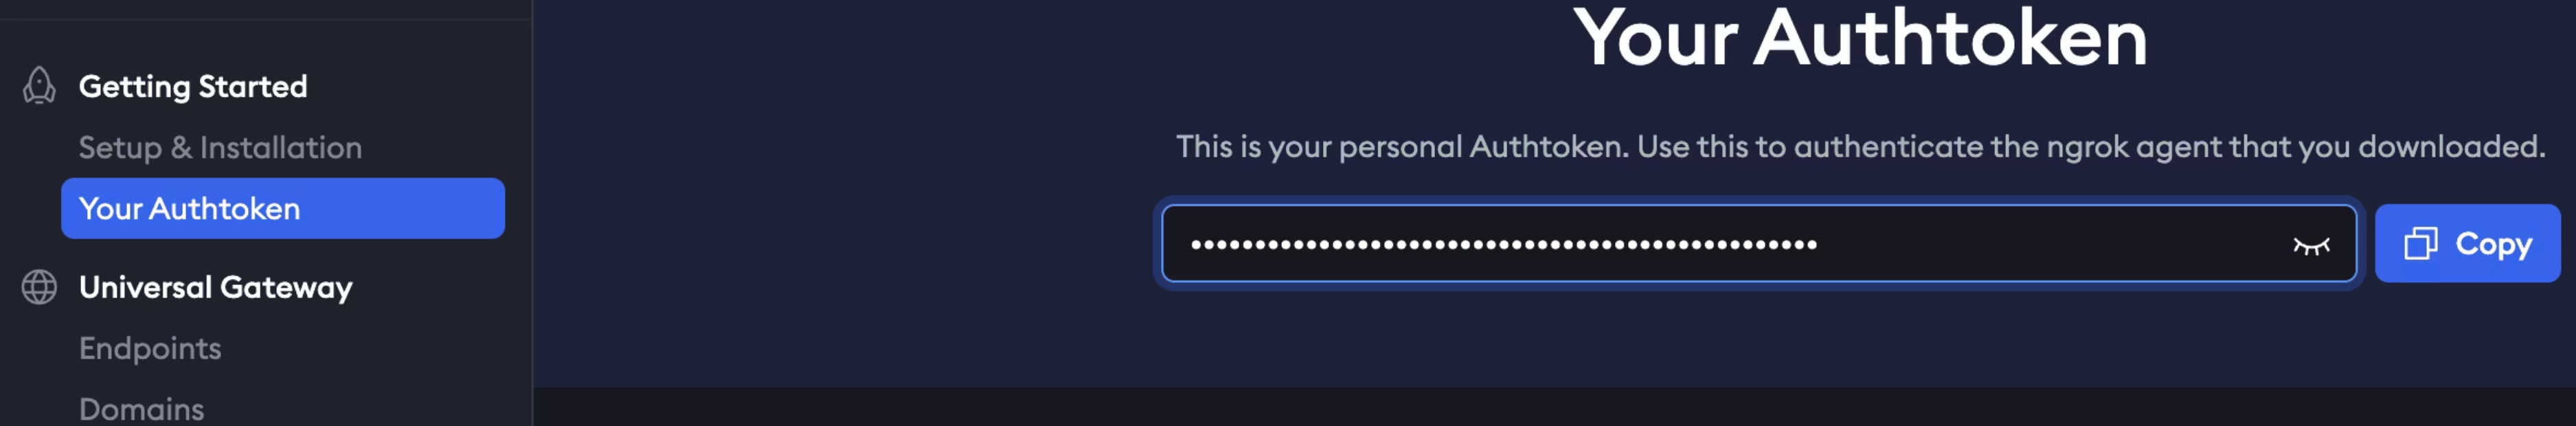 Getting Started
Setup & Installation
Your Authtoken
Universal Gateway
Endpoints
Domains
Your Authtoken
This is your personal Authtoken. Use this to authenticate the ngrok agent that you downloaded.
•••••••••••••••••••••••••••••••••••••••••••••••••
Copy